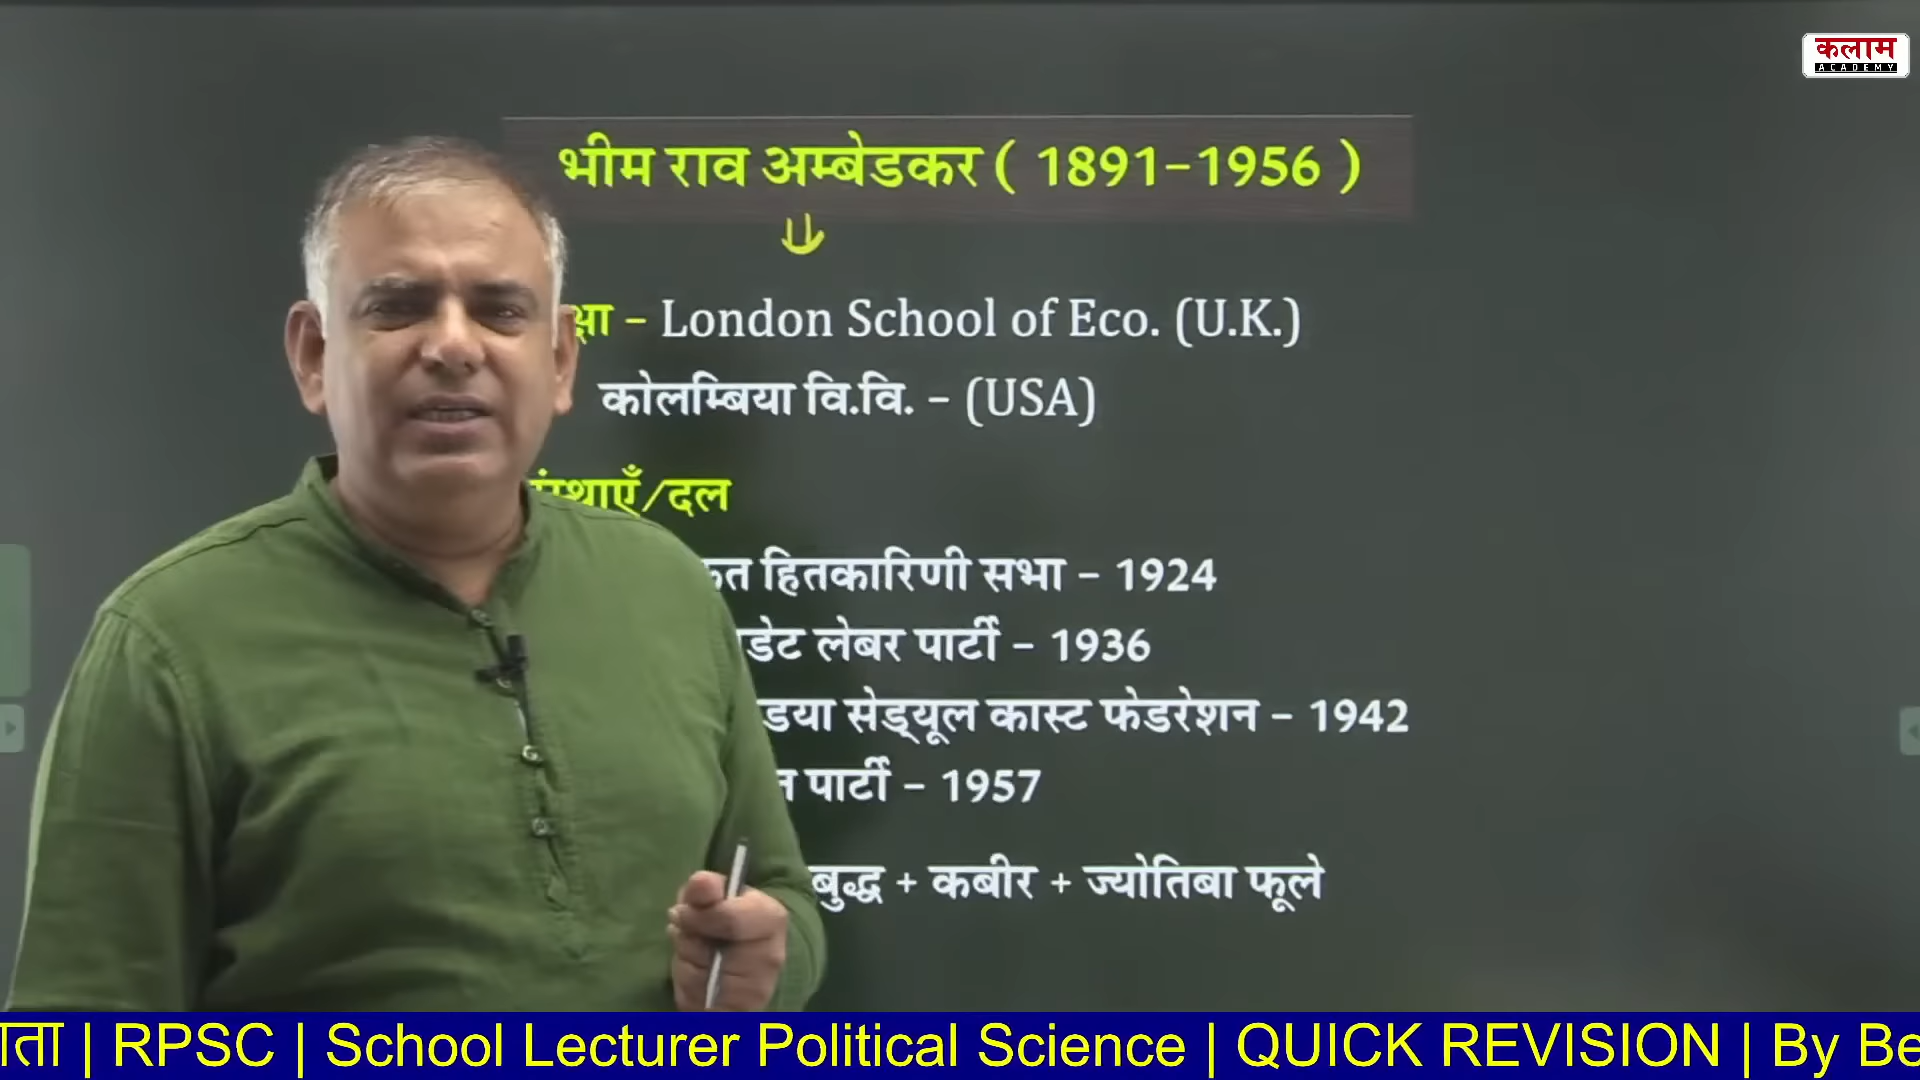 कलाम
ACADEMY
भीम राव अम्बेडकर ( 1891-1956 )
– London School of Eco. (U.K.)
कोलम्बिया वि.वि. – (USA)
/दल
हितकारिणी सभा – 1924
लेबर पार्टी – 1936
सेड्यूल कास्ट फेडरेशन – 1942
पार्टी – 1957
बुद्ध + कबीर + ज्योतिबा फूले
| RPSC | School Lecturer Political Science | QUICK REVISION | By